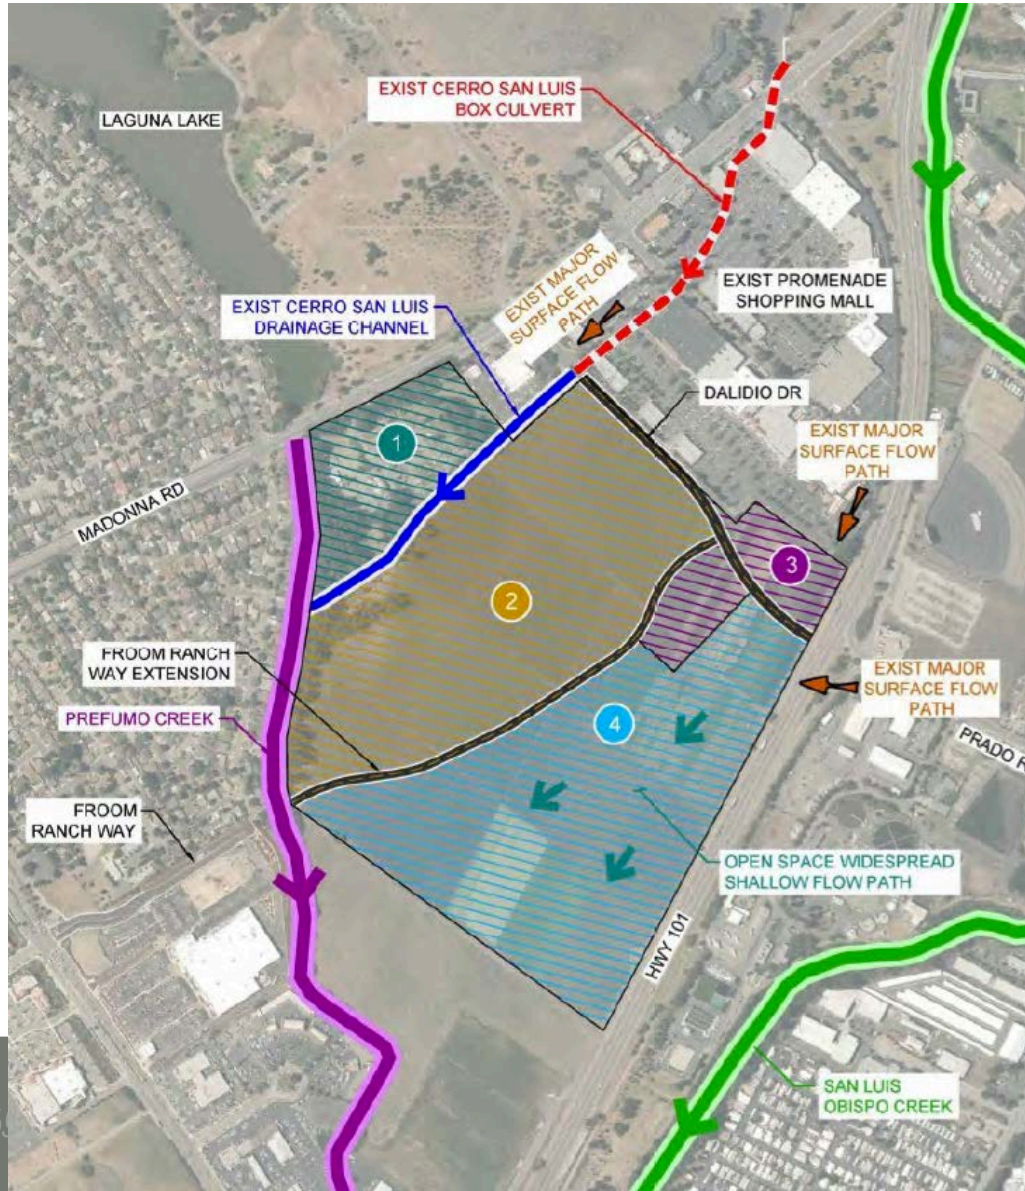 LAGUNA LAKE
EXIST CERRO SAN LUIS
BOX CULVERT
EXIST MAJOR
SURFACE FLOW
PATH
EXIST PROMENADE
SHOPPING MALL
EXIST CERRO SAN LUIS
DRAINAGE CHANNEL
DALIDIO DR
EXIST MAJOR
SURFACE FLOW
PATH
1
MADONNA RD
3
2
FROOM RANCH
WAY EXTENSION
EXIST MAJOR
SURFACE FLOW
PATH
PREFUMO CREEK
4
PRADO R
FROOM
RANCH WAY
OPEN SPACE WIDESPREAD
SHALLOW FLOW PATH
HWY 101
SAN LUIS
OBISPO CREEK